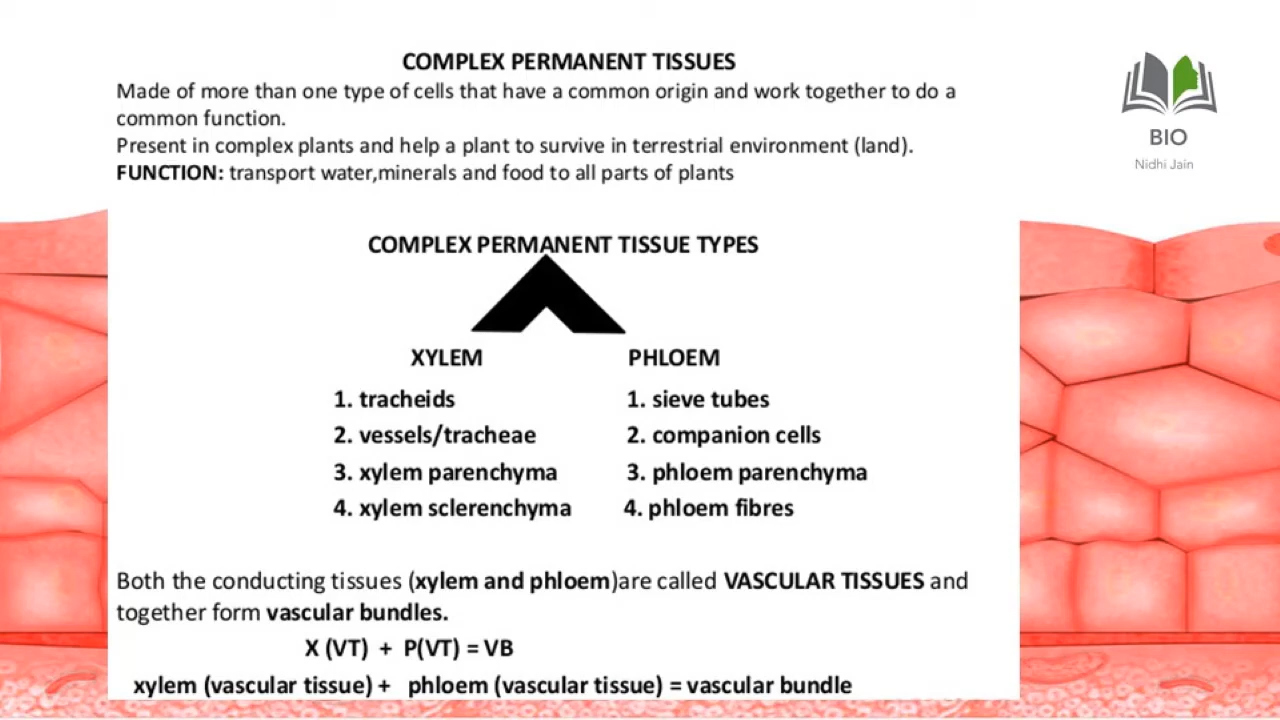 COMPLEX PERMANENT TISSUES
Made of more than one type of cells that have a common origin and work together to do a
common function.
Present in complex plants and help a plant to survive in terrestrial environment (land).
FUNCTION: transport water,minerals and food to all parts of plants
BIO
Nidhi Jain
COMPLEX PERMANENT TISSUE TYPES
XYLEM
1. tracheids
2. vessels/tracheae
3. xylem parenchyma
4. xylem sclerenchyma
PHLOEM
1. sieve tubes
2. companion cells
3. phloem parenchyma
4. phloem fibres
Both the conducting tissues (xylem and phloem)are called VASCULAR TISSUES and
together form vascular bundles.
X (VT) + P(VT) = VB
xylem (vascular tissue) + phloem (vascular tissue) = vascular bundle